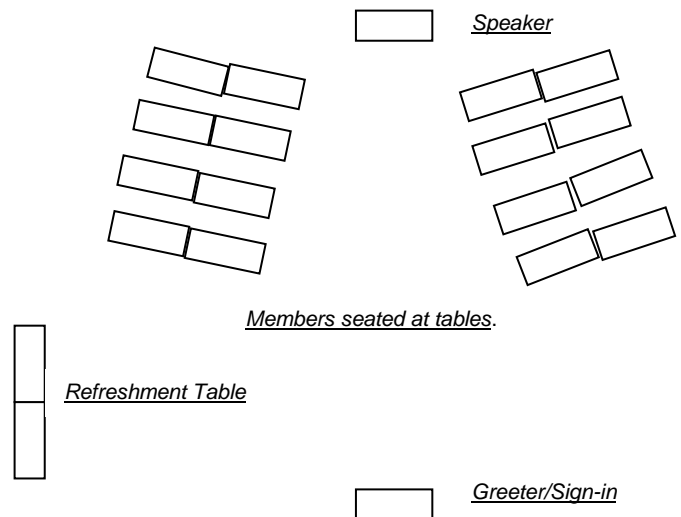 Speaker
Members seated at tables.
Refreshment Table
Greeter/Sign-in